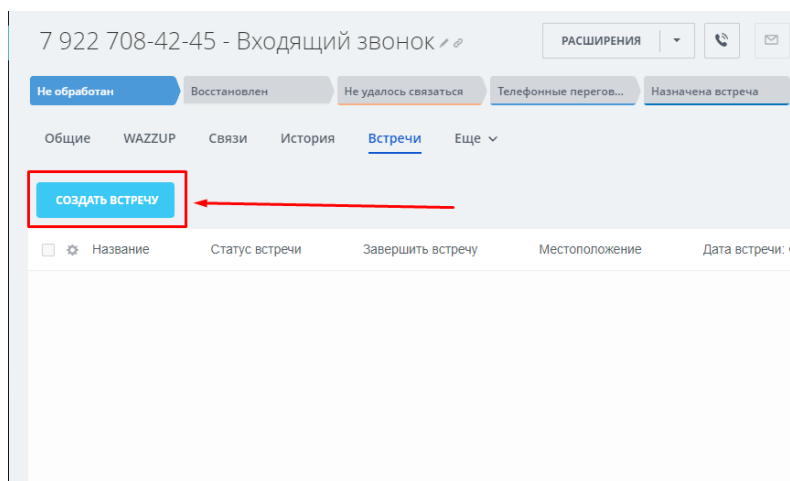 7 922 708-42-45 - Входящий звонок РАСШИРЕНИЯ
Не обработан Восстановлен Не удалось связаться Телефонные перегов... Назначена встреча
Общие WAZZUP Связи История Встречи Еще
СОЗДАТЬ ВСТРЕЧУ
Название Статус встречи Завершить встречу Местоположение Дата встречи: